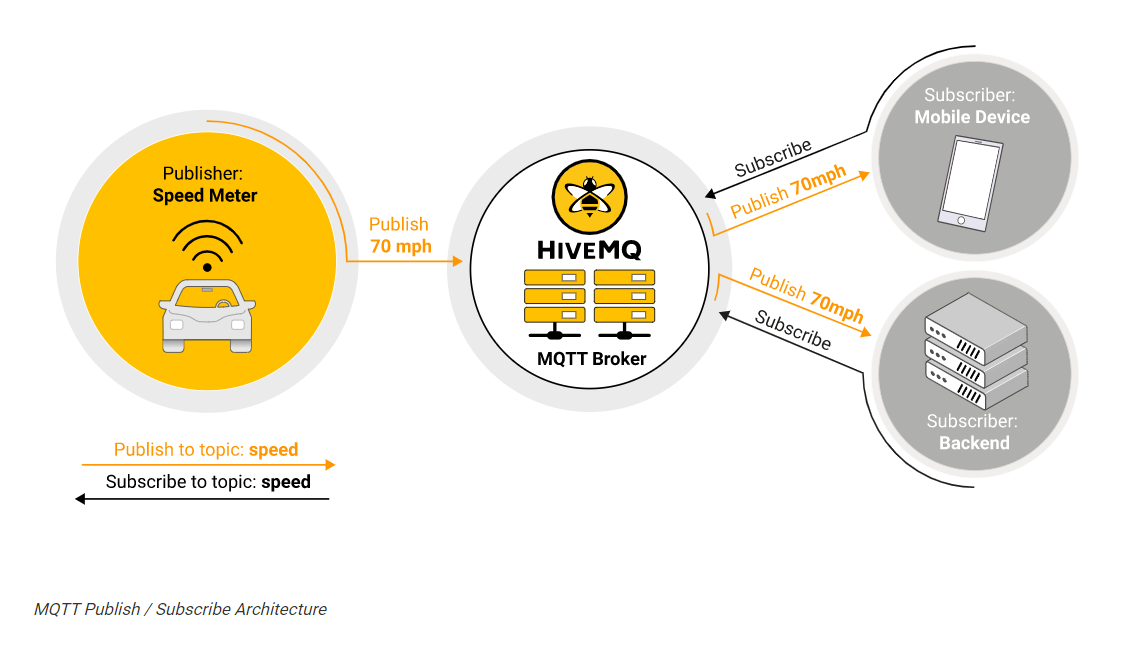 Publisher:
Speed Meter
Publish
70 mph
HIVEMQ
MQTT Broker
Subscribe
Publish 70mph
Subscriber:
Mobile Device
Publish 70mph
Subscribe
Subscriber:
Backend
Publish to topic: speed
Subscribe to topic: speed
MQTT Publish / Subscribe Architecture